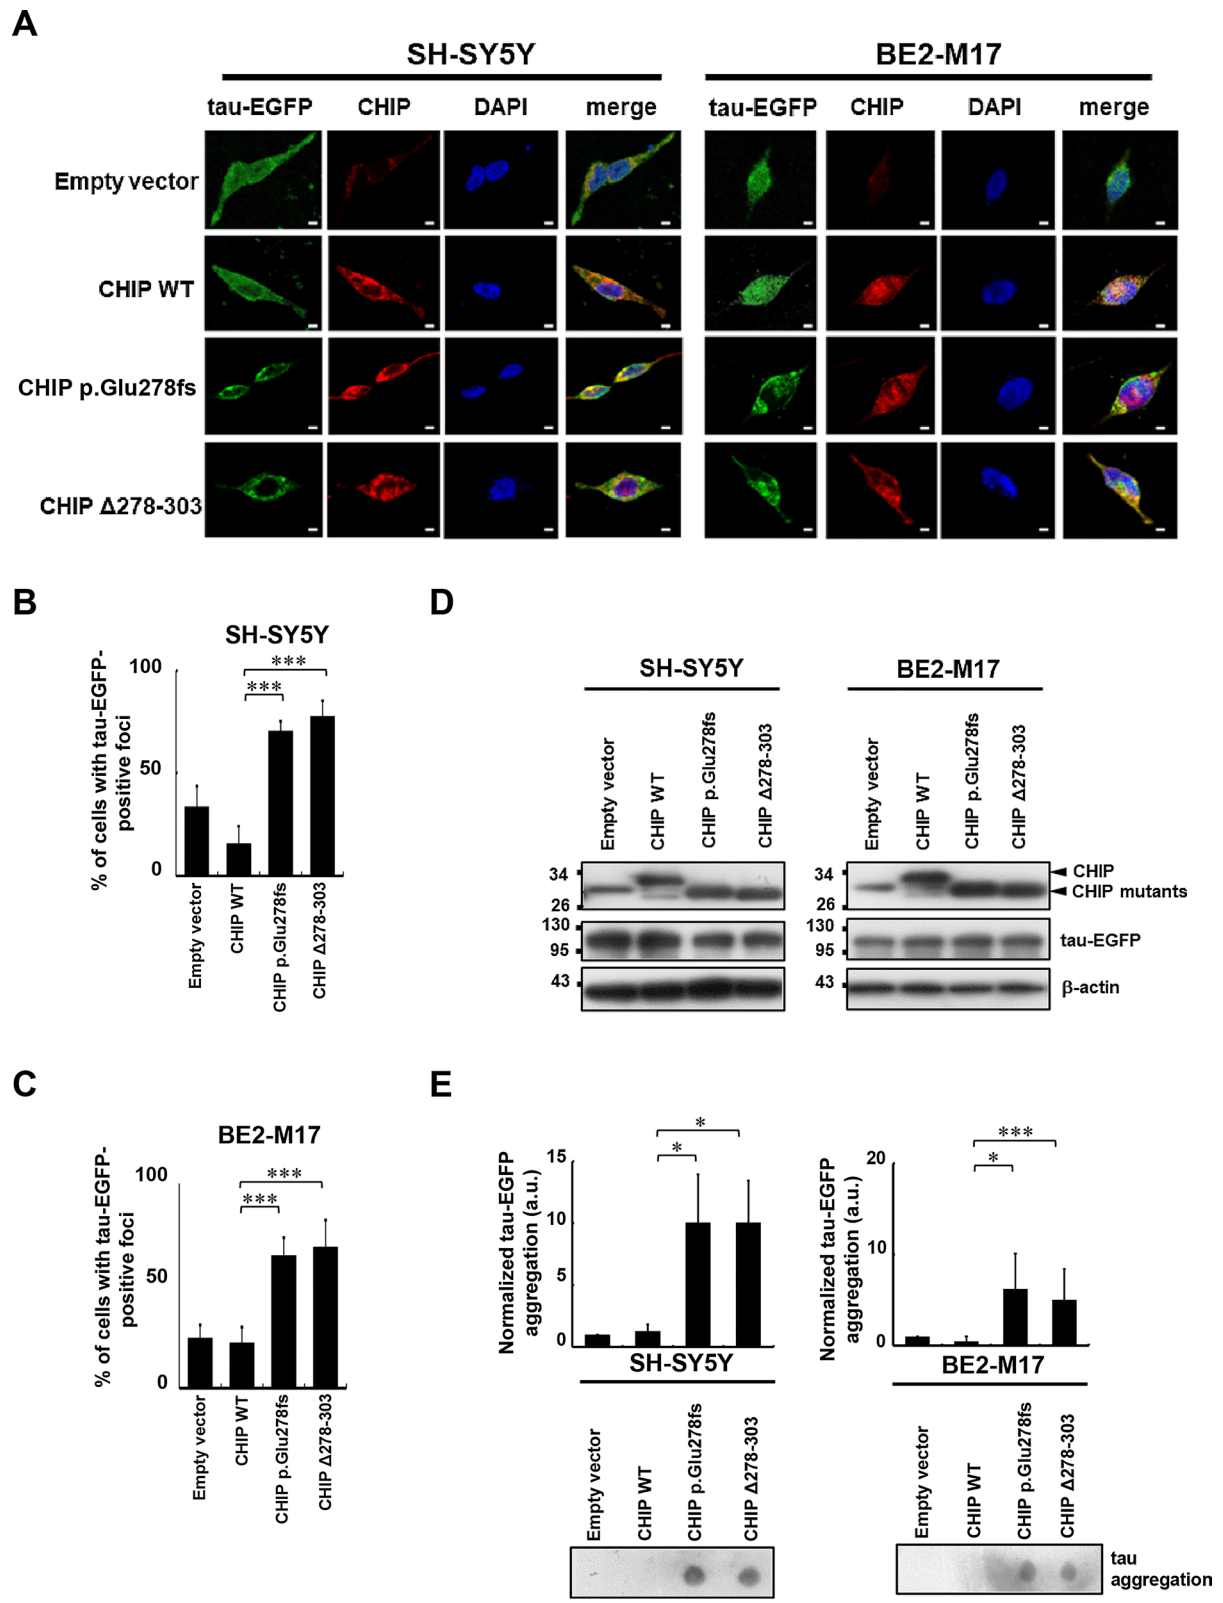 A
SH-SY5Y
BE2-M17
tau-EGFP CHIP DAPI merge
tau-EGFP CHIP DAPI merge
Empty vector
CHIP WT
CHIP p.Glu278fs
CHIP Δ278-303
B
SH-SY5Y
% of cells with tau-EGFP-
positive foci
100
50
0
***
***
Empty vector
CHIP WT
CHIP p.Glu278fs
CHIP Δ278-303
C
BE2-M17
% of cells with tau-EGFP-
positive foci
100
50
0
***
***
Empty vector
CHIP WT
CHIP p.Glu278fs
CHIP Δ278-303
D
SH-SY5Y
BE2-M17
Empty vector
CHIP WT
CHIP p.Glu278fs
CHIP Δ278-303
Empty vector
CHIP WT
CHIP p.Glu278fs
CHIP Δ278-303
34
26
130
95
43
34
26
130
95
43
CHIP
CHIP mutants
tau-EGFP
β-actin
E
Normalized tau-EGFP
aggregation (a.u.)
15
10
5
0
*
*
SH-SY5Y
Empty vector
CHIP WT
CHIP p.Glu278fs
CHIP Δ278-303
Normalized tau-EGFP
aggregation (a.u.)
20
10
0
***
*
BE2-M17
Empty vector
CHIP WT
CHIP p.Glu278fs
CHIP Δ278-303
tau
aggregation